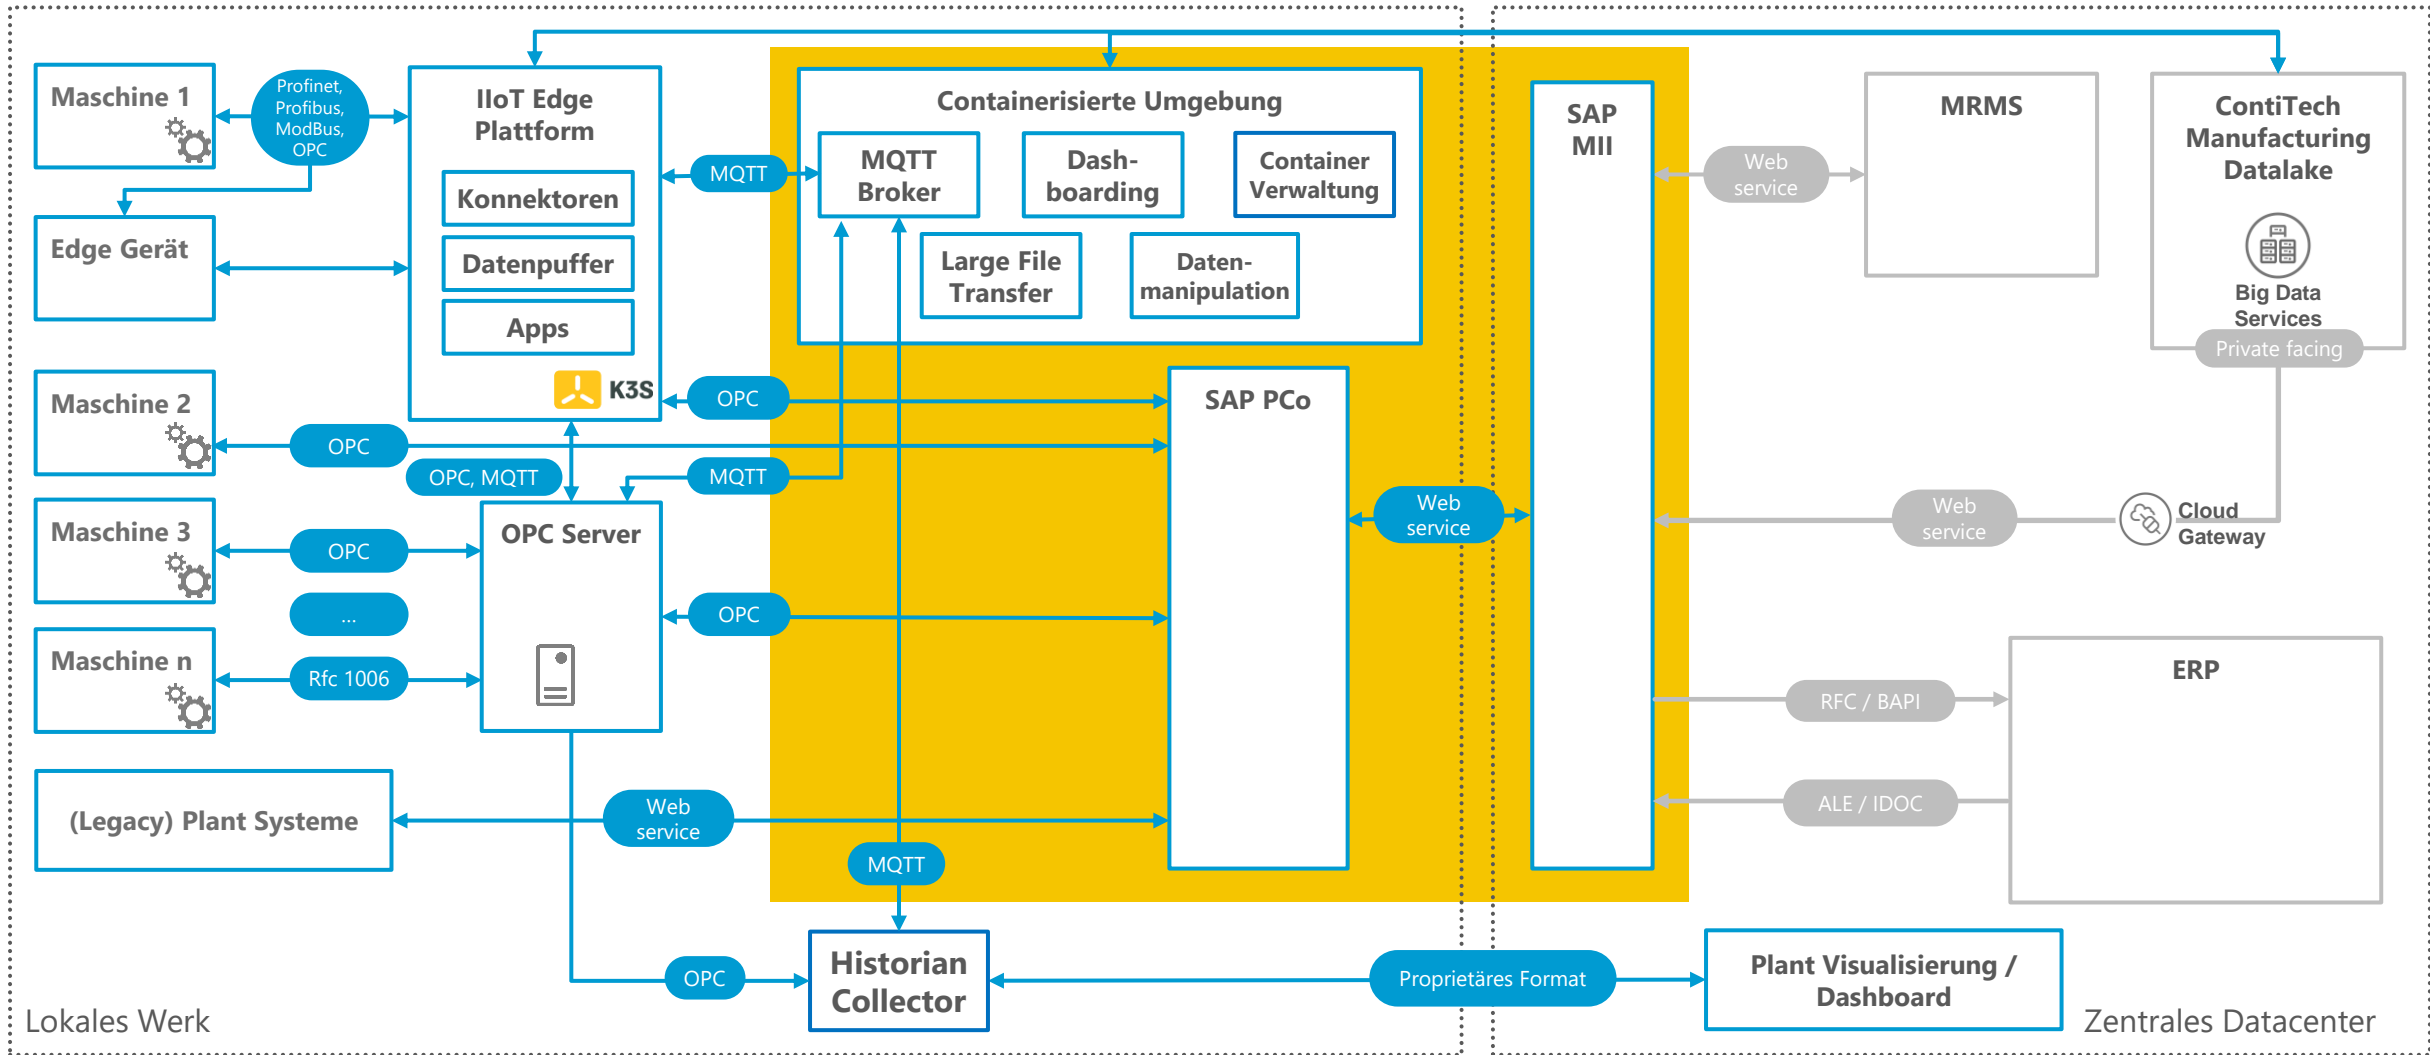 Maschine 1
Profinet,
Profibus,
ModBus,
OPC
Edge Gerät
Maschine 2
OPC
Maschine 3
OPC
...
Maschine n
Rfc 1006
(Legacy) Plant Systeme
Web
service
IIoT Edge
Plattform
Konnektoren
Datenpuffer
Apps
K3S
OPC, MQTT
OPC Server
MQTT
OPC
MQTT
OPC
Containerisierte Umgebung
MQTT
Broker
Dash-
boarding
Container
Verwaltung
Large File
Transfer
Daten-
manipulation
SAP PCo
Web
service
MQTT
OPC
Historian
Collector
Proprietäres Format
SAP
MII
Web
service
MRMS
ContiTech
Manufacturing
Datalake
Big Data
Services
Private facing
Web
service
Cloud
Gateway
RFC / BAPI
ALE / IDOC
ERP
Plant Visualisierung /
Dashboard
Lokales Werk
Zentrales Datacenter